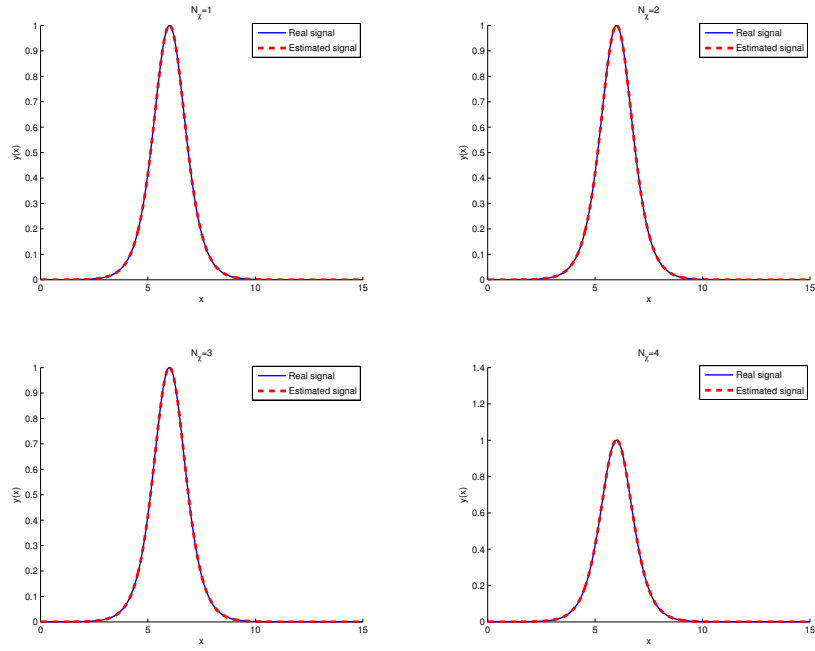 Nχ=1
Real signal
Estimated signal
y(x)
1
0.9
0.8
0.7
0.6
0.5
0.4
0.3
0.2
0.1
0
0 5 10 15
x
Nχ=2
Real signal
Estimated signal
y(x)
1
0.9
0.8
0.7
0.6
0.5
0.4
0.3
0.2
0.1
0
0 5 10 15
x
Nχ=3
Real signal
Estimated signal
y(x)
1
0.9
0.8
0.7
0.6
0.5
0.4
0.3
0.2
0.1
0
0 5 10 15
x
Nχ=4
Real signal
Estimated signal
y(x)
1.4
1.2
1
0.8
0.6
0.4
0.2
0
0 5 10 15
x